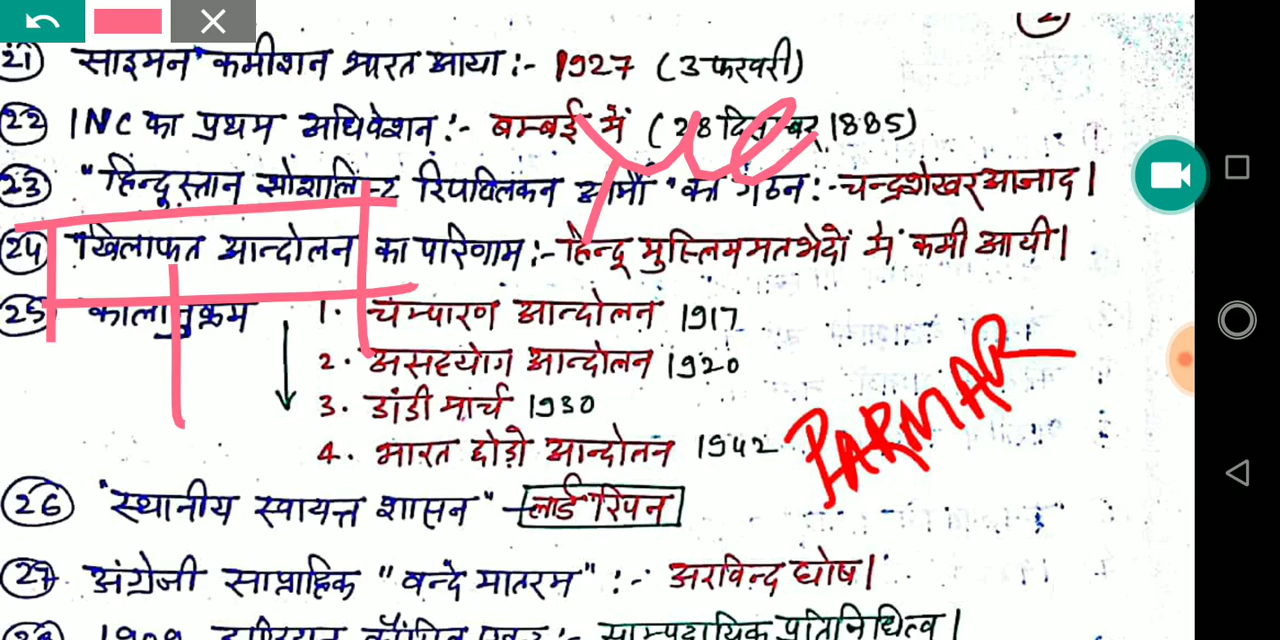 21) साइमन कमीशन भारत आया :- 1927 (3 फरवरी)
22 INC का प्रथम अधिवेशन :- बम्बई में (28 दिसम्बर, 1885)
23) "हिन्दुस्तान सोशलिस्ट रिपब्लिकन आर्मी" का गठन :- चन्द्रशेखर आजाद।
24 "खिलाफत आन्दोलन का परिणाम :- हिन्दू मुस्लिम मतभेदों में कमी आयी।
25 कालानुक्रम 1. चम्पारण आन्दोलन 1917
2. असहयोग आन्दोलन 1920
3. डांडी मार्च 1930
4. भारत छोड़ो आन्दोलन 1942
PARMAR
26 "स्थानीय स्वायत्त शासन" - लार्ड रिपन
27 अंग्रेजी साप्ताहिक "वन्दे मातरम" :- अरविन्द घोष।
साम्प्रदायिक प्रतिनिधित्व।